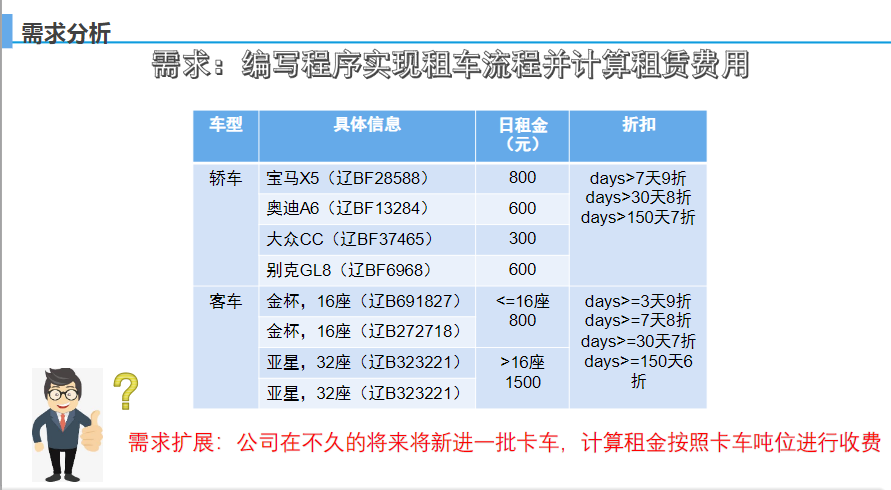 需求分析
需求：编写程序实现租车流程并计算租赁费用
车型 具体信息 日租金（元） 折扣
轿车
宝马X5（辽BF28588） 800
奥迪A6（辽BF13284） 600
大众CC（辽BF37465） 300
别克GL8（辽BF6968） 600
days>7天9折
days>30天8折
days>150天7折
客车
金杯，16座（辽B691827）
金杯，16座（辽B272718）
<=16座
800
亚星，32座（辽B323221）
亚星，32座（辽B323221）
>16座
1500
days>=3天9折
days>=7天8折
days>=30天7折
days>=150天6
折
?
需求扩展：公司在不久的将来将新进一批卡车，计算租金按照卡车吨位进行收费